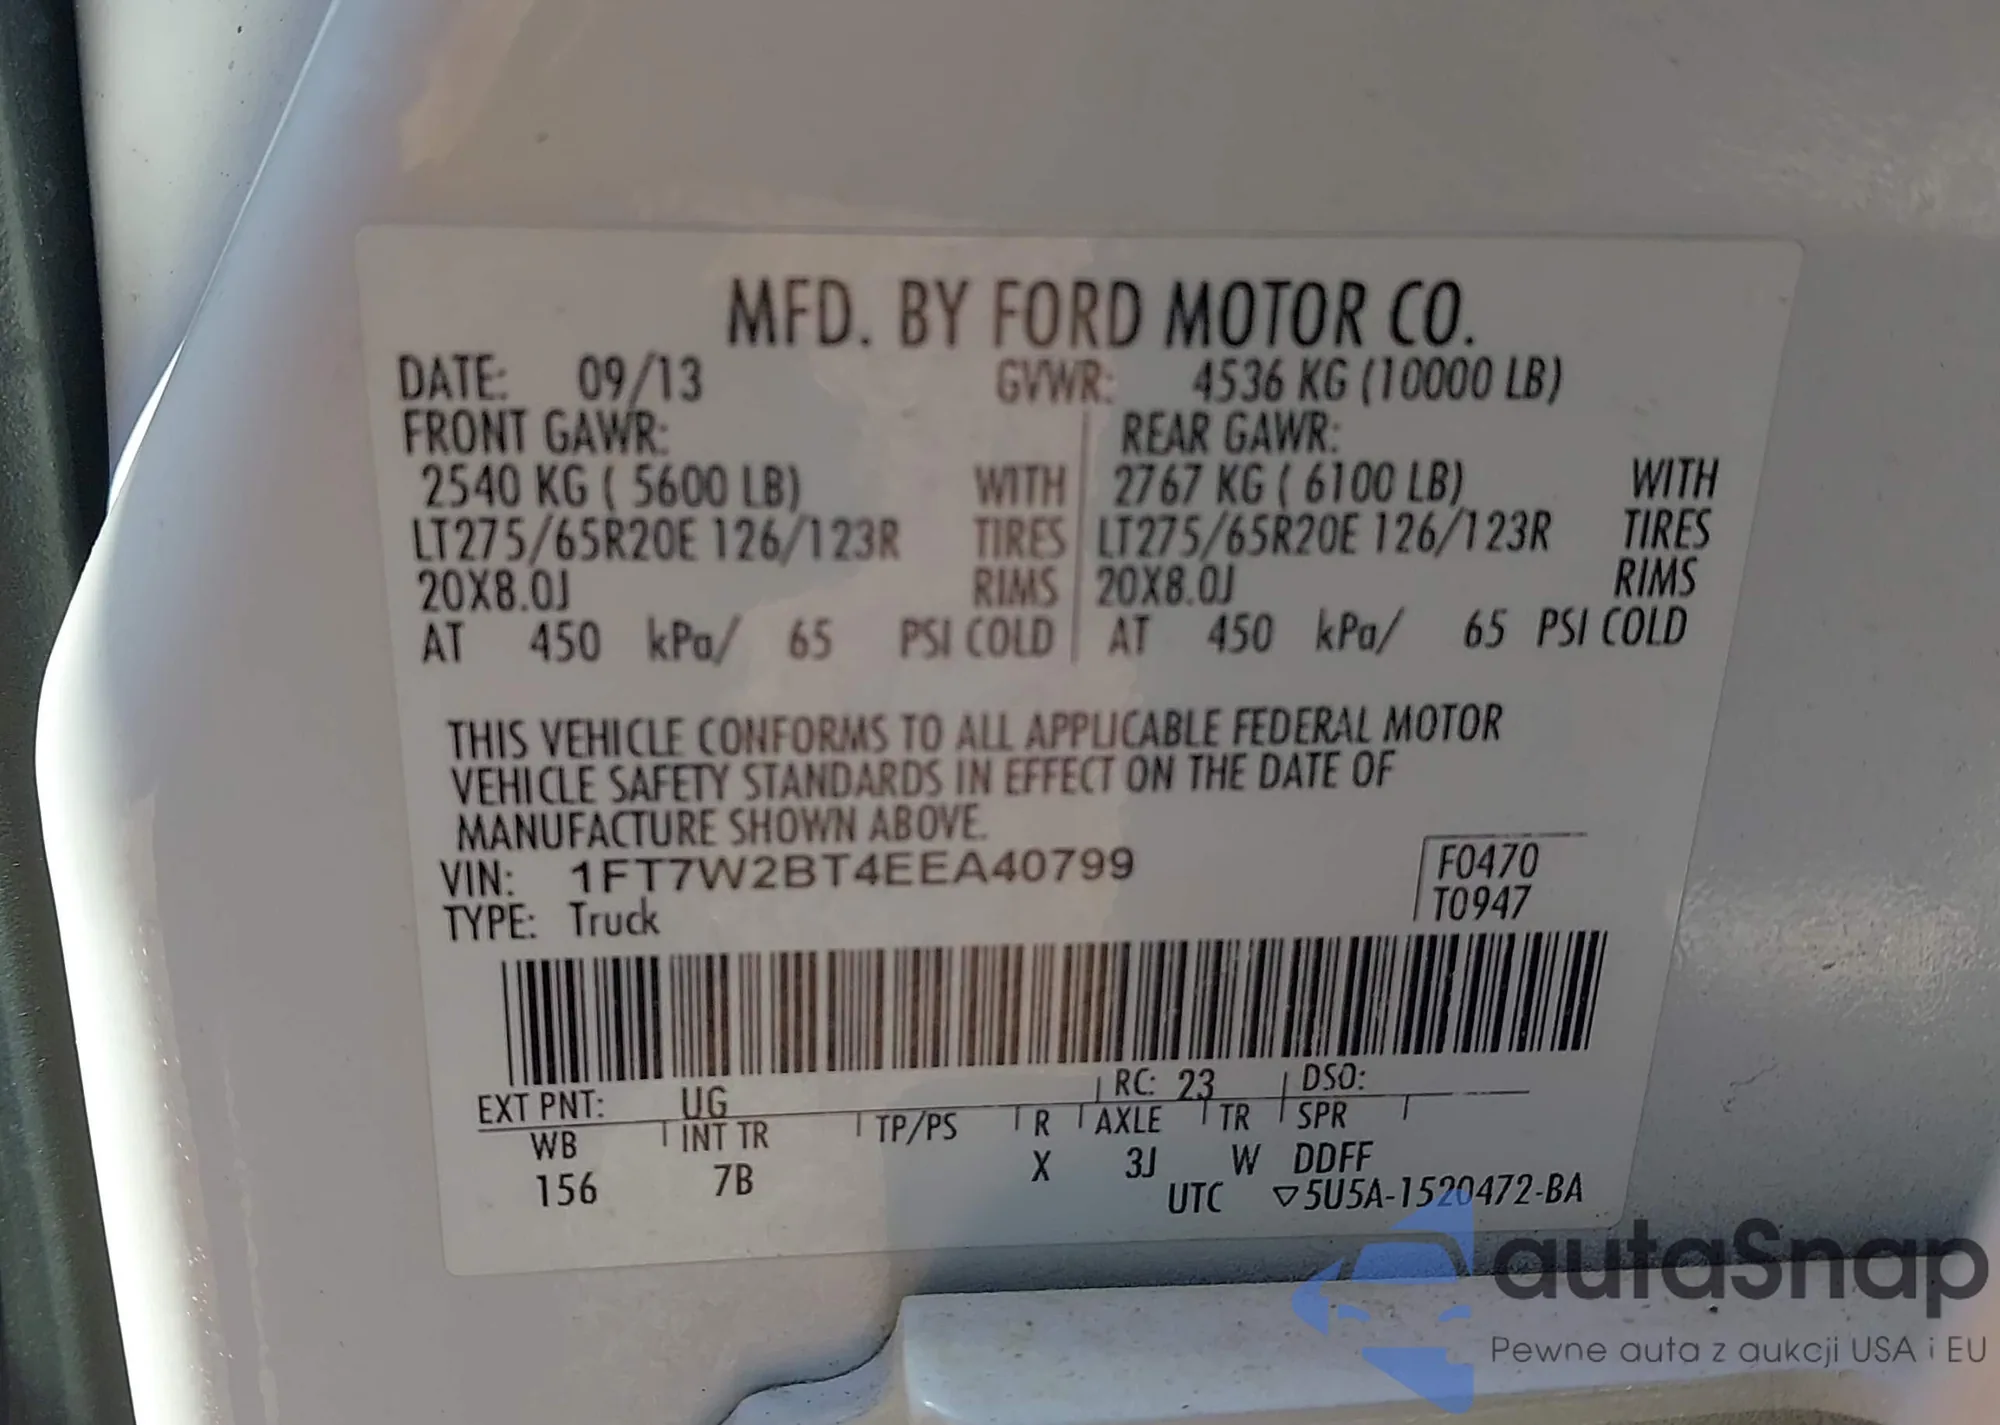 MFD. BY FORD MOTOR CO.
DATE: 09/13 GVWR: 4536 KG (10000 LB)
FRONT GAWR: REAR GAWR:
2540 KG ( 5600 LB) WITH 2767 KG ( 6100 LB) WITH
LT275/65R20E 126/123R TIRES LT275/65R20E 126/123R TIRES
20X8.0J RIMS 20X8.0J RIMS
AT 450 kPa/ 65 PSI COLD AT 450 kPa/ 65 PSI COLD
THIS VEHICLE CONFORMS TO ALL APPLICABLE FEDERAL MOTOR
VEHICLE SAFETY STANDARDS IN EFFECT ON THE DATE OF
MANUFACTURE SHOWN ABOVE.
VIN: 1FT7W2BT4EEA40799 F0470
TYPE: Truck T0947
EXT PNT: UG RC: 23 DSO:
WB INT TR TP/PS R AXLE TR SPR
156 7B X 3J W DDFF
UTC ▽5U5A-1520472-BA
autaSnap
Pewne auta z aukcji USA i EU